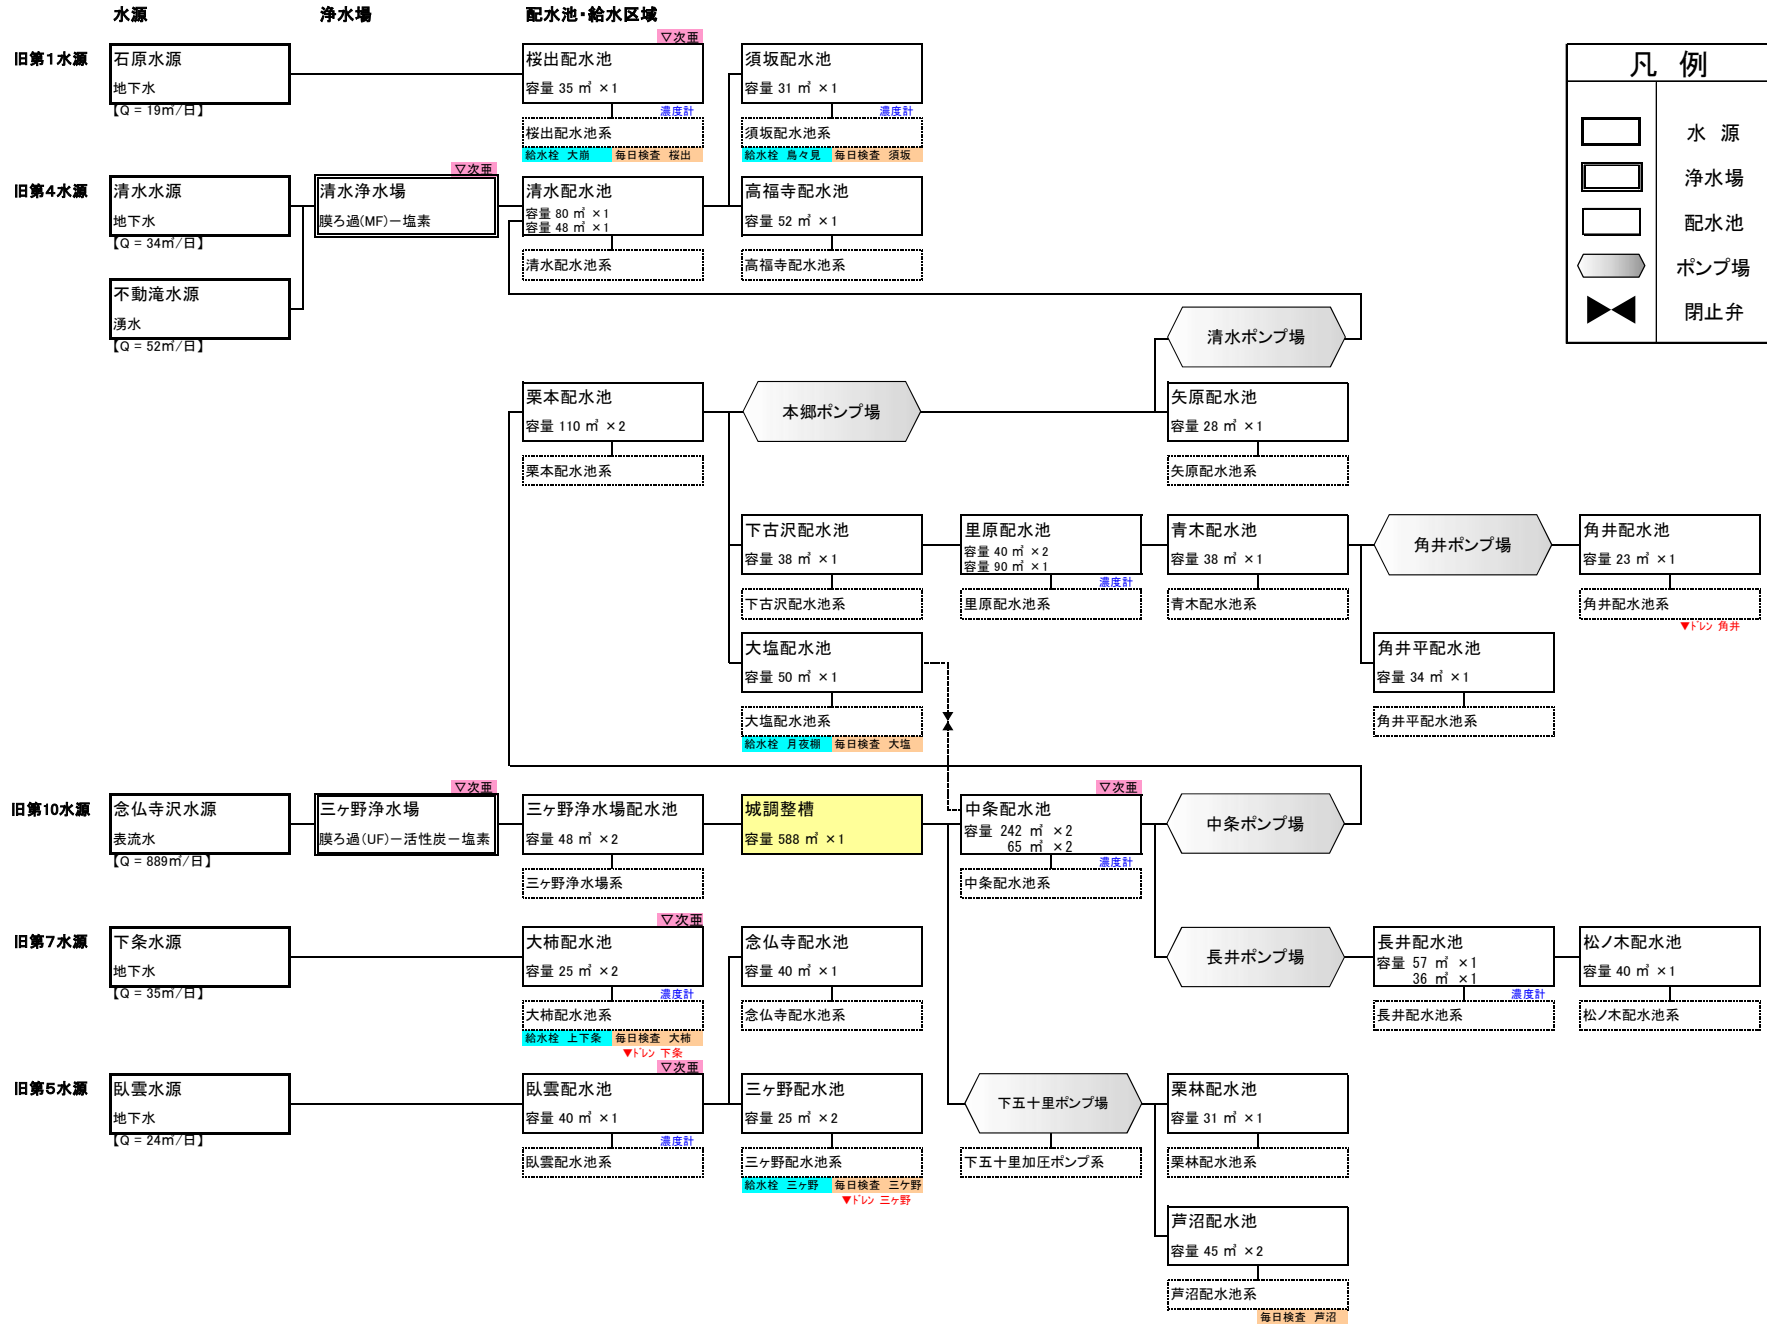 水源
浄水場
配水池・給水区域
凡 例
水 源
浄水場
配水池
ポンプ場
閉止弁
旧第1水源
石原水源
地下水
【Q = 19㎥/日】
▽次亜
桜出配水池
容量 35 ㎥ ×1
濃度計
桜出配水池系
給水栓 大崩
毎日検査 桜出
須坂配水池
容量 31 ㎥ ×1
濃度計
須坂配水池系
給水栓 鳥々見
毎日検査 須坂
旧第4水源
清水水源
地下水
【Q = 34㎥/日】
不動滝水源
湧水
【Q = 52㎥/日】
▽次亜
清水浄水場
膜ろ過(MF)－塩素
清水配水池
容量 80 ㎥ ×1
容量 48 ㎥ ×1
清水配水池系
高福寺配水池
容量 52 ㎥ ×1
高福寺配水池系
清水ポンプ場
栗本配水池
容量 110 ㎥ ×2
栗本配水池系
本郷ポンプ場
矢原配水池
容量 28 ㎥ ×1
矢原配水池系
下古沢配水池
容量 38 ㎥ ×1
下古沢配水池系
里原配水池
容量 40 ㎥ ×2
容量 90 ㎥ ×1
濃度計
里原配水池系
青木配水池
容量 38 ㎥ ×1
青木配水池系
角井ポンプ場
角井配水池
容量 23 ㎥ ×1
角井配水池系
▼ドレン 角井
大塩配水池
容量 50 ㎥ ×1
大塩配水池系
給水栓 月夜棚
毎日検査 大塩
角井平配水池
容量 34 ㎥ ×1
角井平配水池系
旧第10水源
念仏寺沢水源
表流水
【Q = 889㎥/日】
▽次亜
三ヶ野浄水場
膜ろ過(UF)－活性炭－塩素
三ヶ野浄水場配水池
容量 48 ㎥ ×2
三ヶ野浄水場系
城調整槽
容量 588 ㎥ ×1
▽次亜
中条配水池
容量 242 ㎥ ×2
65 ㎥ ×2
濃度計
中条配水池系
中条ポンプ場
旧第7水源
下条水源
地下水
【Q = 35㎥/日】
▽次亜
大柿配水池
容量 25 ㎥ ×2
濃度計
大柿配水池系
給水栓 上下条
毎日検査 大柿
▼ドレン 下条
念仏寺配水池
容量 40 ㎥ ×1
念仏寺配水池系
長井ポンプ場
長井配水池
容量 57 ㎥ ×1
36 ㎥ ×1
濃度計
長井配水池系
松ノ木配水池
容量 40 ㎥ ×1
松ノ木配水池系
旧第5水源
臥雲水源
地下水
【Q = 24㎥/日】
▽次亜
臥雲配水池
容量 40 ㎥ ×1
濃度計
臥雲配水池系
三ヶ野配水池
容量 25 ㎥ ×2
三ヶ野配水池系
給水栓 三ヶ野
毎日検査 三ケ野
▼ドレン 三ヶ野
下五十里ポンプ場
下五十里加圧ポンプ系
栗林配水池
容量 31 ㎥ ×1
栗林配水池系
芦沼配水池
容量 45 ㎥ ×2
芦沼配水池系
毎日検査 芦沼